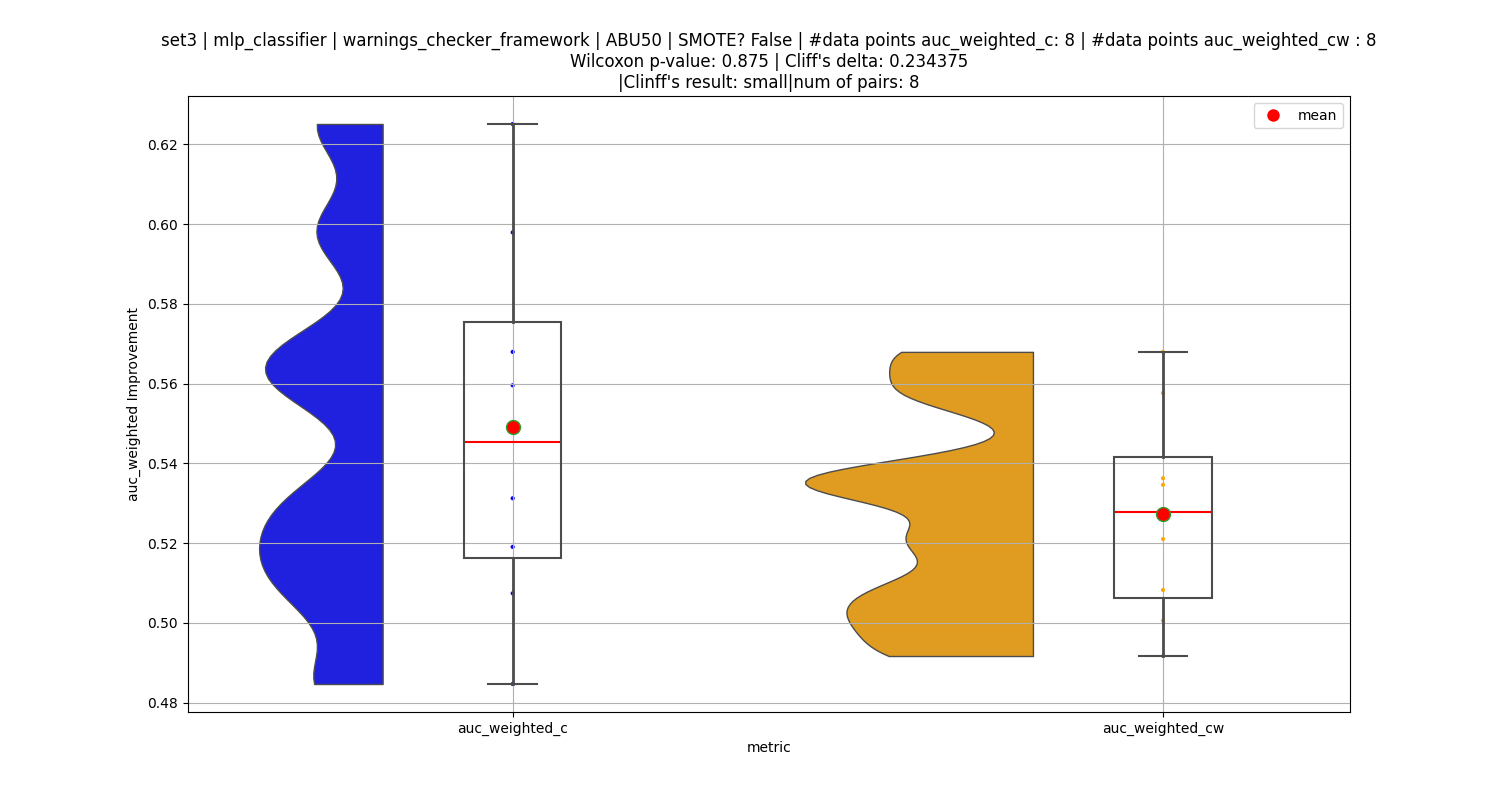 set3 | mlp_classifier | warnings_checker_framework | ABU50 | SMOTE? False | #data points auc_weighted_c: 8 | #data points auc_weighted_cw : 8
Wilcoxon p-value: 0.875 | Cliff's delta: 0.234375
|Clinff's result: small|num of pairs: 8
mean
0.62
0.60
0.58
0.56
0.54
0.52
0.50
0.48
auc_weighted Improvement
auc_weighted_c
auc_weighted_cw
metric